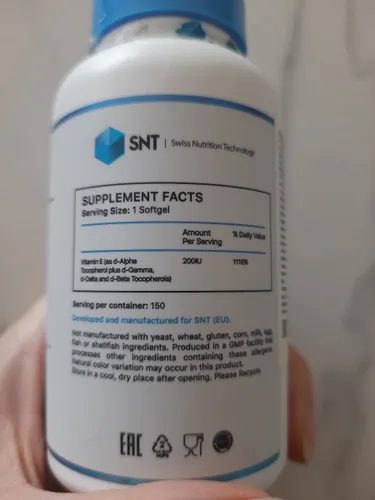 SNT | Swiss Nutrition Technology
SUPPLEMENT FACTS
Serving Size: 1 Softgel
Amount Per Serving % Daily Value
Vitamin E (as d-Alpha 200IU 1118%
Tocopherol plus d-Gamma,
d-Delta and d-Beta Tocopherols)
Serving per container: 150
Developed and manufactured for SNT (EU).
Not manufactured with yeast, wheat, gluten, corn, milk, egg,
fish or shellfish ingredients. Produced in a GMP facility that
processes other ingredients containing these allergens.
Natural color variation may occur in this product.
Store in a cool, dry place after opening. Please Recycle.
EAC 2
HDPE